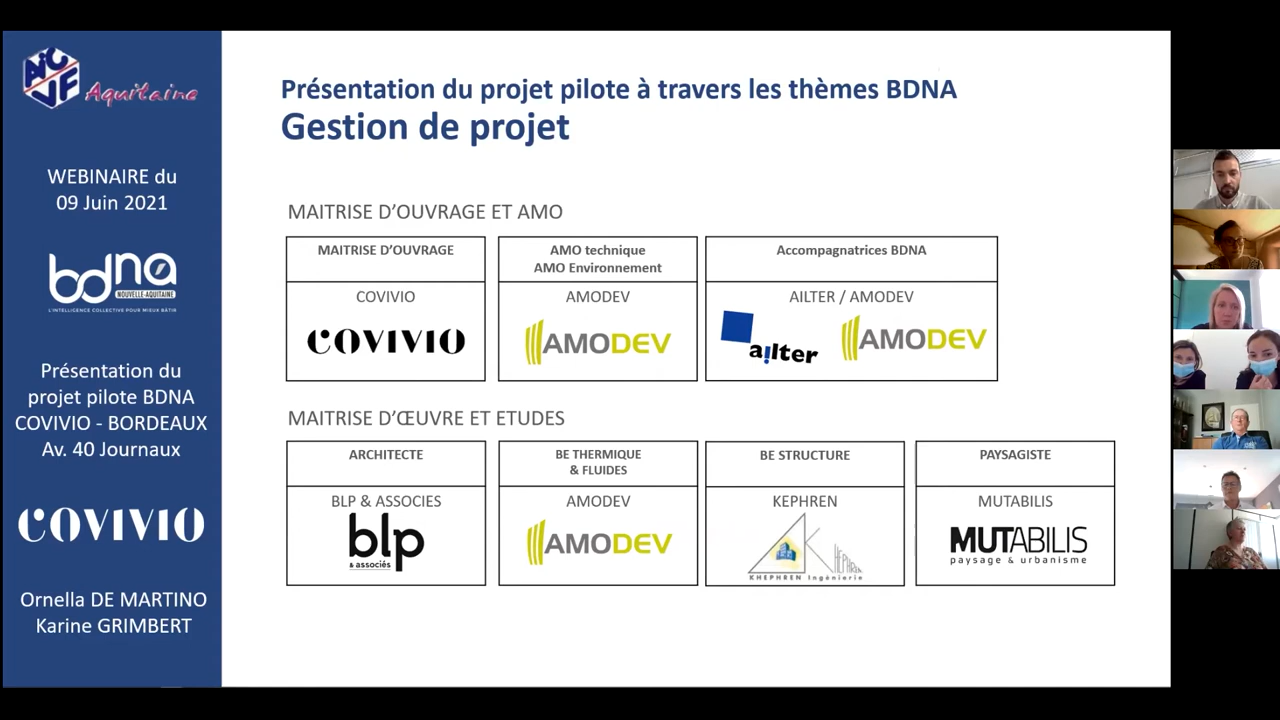 AICVF
Aquitaine
WEBINAIRE du
09 Juin 2021
bdna
NOUVELLE-AQUITAINE
L'INTELLIGENCE COLLECTIVE POUR MIEUX BÂTIR
Présentation du
projet pilote BDNA
COVIVIO - BORDEAUX
Av. 40 Journaux
COVIVIO
Ornella DE MARTINO
Karine GRIMBERT
Présentation du projet pilote à travers les thèmes BDNA
Gestion de projet
MAITRISE D'OUVRAGE ET AMO
MAITRISE D'OUVRAGE
COVIVIO
COVIVIO
AMO technique
AMO Environnement
AMODEV
AMODEV
Accompagnatrices BDNA
AILTER / AMODEV
ailter
AMODEV
MAITRISE D'ŒUVRE ET ETUDES
ARCHITECTE
BLP & ASSOCIES
blp
& associés
BE THERMIQUE
& FLUIDES
AMODEV
AMODEV
BE STRUCTURE
KEPHREN
KHEPHREN
KHEPHREN Ingénierie
PAYSAGISTE
MUTABILIS
MUTABILIS
paysage & urbanisme